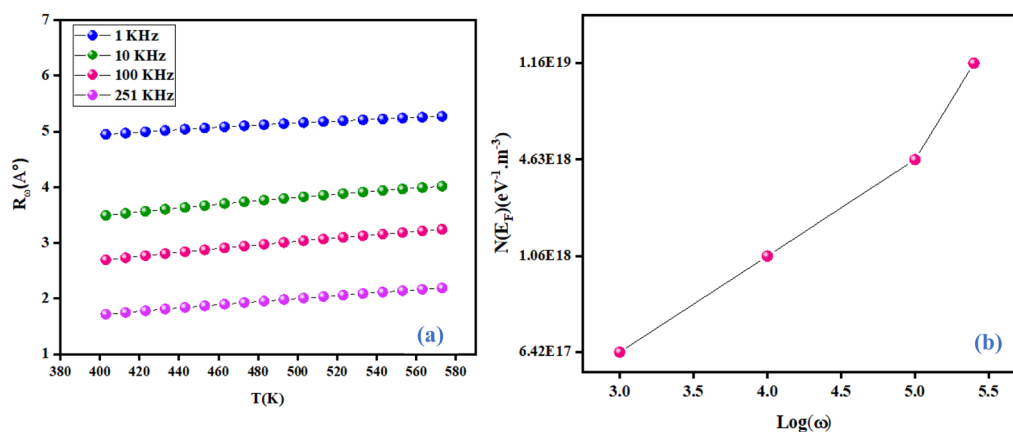 7
6
5
4
3
2
1
1 KHz
10 KHz
100 KHz
251 KHz
R_ω(A°)
(a)
380 400 420 440 460 480 500 520 540 560 580
T(K)
1.16E19
4.63E18
1.06E18
6.42E17
N(E_F)(eV⁻¹.m⁻³)
(b)
3.0 3.5 4.0 4.5 5.0 5.5
Log(ω)